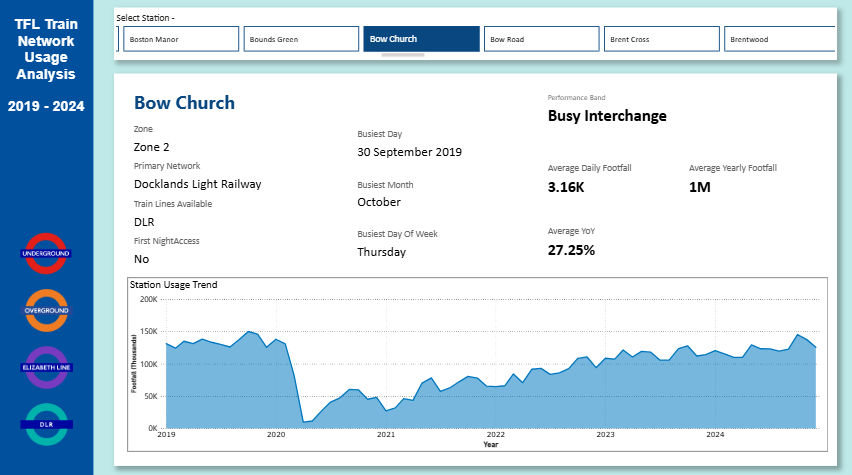 TFL Train
Network
Usage
Analysis
2019 - 2024
UNDERGROUND
OVERGROUND
ELIZABETH LINE
DLR
Select Station -
Boston Manor
Bounds Green
Bow Church
Bow Road
Brent Cross
Brentwood
Bow Church
Zone
Zone 2
Primary Network
Docklands Light Railway
Train Lines Available
DLR
First NightAccess
No
Busiest Day
30 September 2019
Busiest Month
October
Busiest Day Of Week
Thursday
Performance Band
Busy Interchange
Average Daily Footfall
3.16K
Average Yearly Footfall
1M
Average YoY
27.25%
Station Usage Trend
Footfall (Thousands)
200K
150K
100K
50K
0K
2019
2020
2021
2022
2023
2024
Year